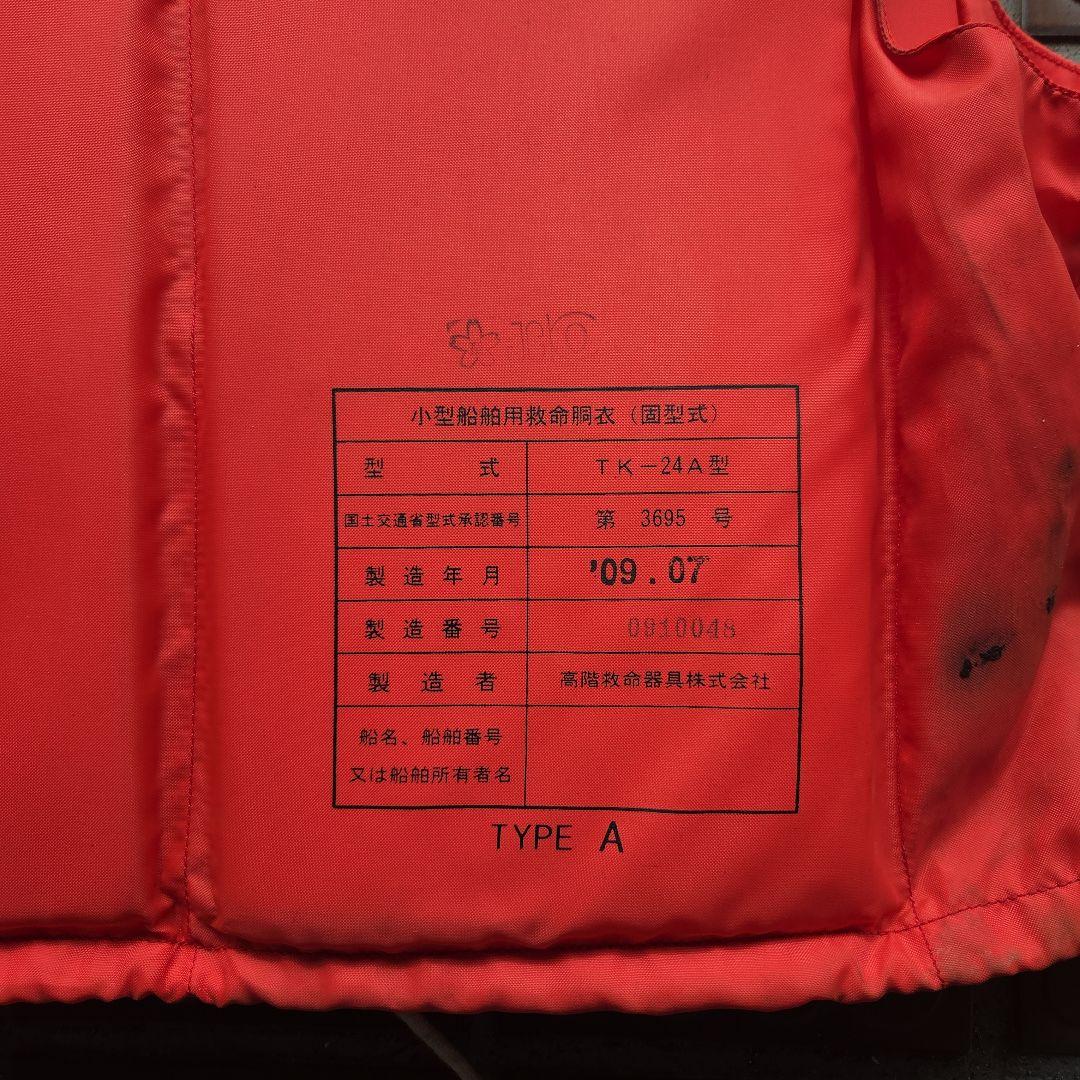 小型船舶用救命胴衣（固型式）
型 式 TK－24A型
国土交通省型式承認番号 第 3695 号
製造年月 '09.07
製造番号 0910048
製造者 高階救命器具株式会社
船名、船舶番号
又は船舶所有者名
TYPE A